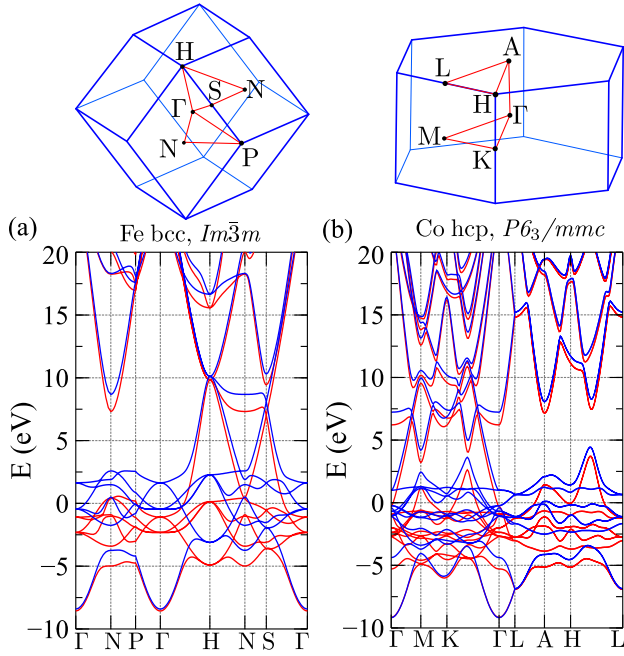 H
S
N
Γ
N
P
A
L
H
Γ
M
K
(a)
Fe bcc, Im3̄m
(b)
Co hcp, P6₃/mmc
20
15
10
5
0
−5
−10
E (eV)
Γ N P Γ H N S Γ
20
15
10
5
0
−5
−10
E (eV)
Γ M K Γ L A H L